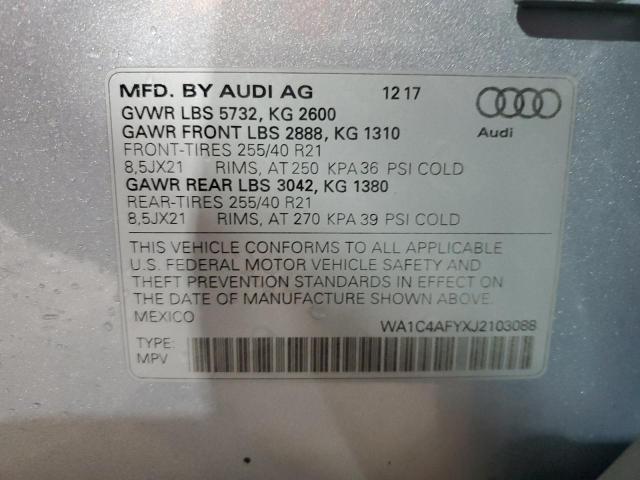 MFD. BY AUDI AG 12 17
GVWR LBS 5732, KG 2600
GAWR FRONT LBS 2888, KG 1310
FRONT-TIRES 255/40 R21
8,5JX21 RIMS, AT 250 KPA 36 PSI COLD
GAWR REAR LBS 3042, KG 1380
REAR-TIRES 255/40 R21
8,5JX21 RIMS, AT 270 KPA 39 PSI COLD
Audi
THIS VEHICLE CONFORMS TO ALL APPLICABLE
U.S. FEDERAL MOTOR VEHICLE SAFETY AND
THEFT PREVENTION STANDARDS IN EFFECT ON
THE DATE OF MANUFACTURE SHOWN ABOVE.
MEXICO WA1C4AFYXJ2103088
TYPE:
MPV